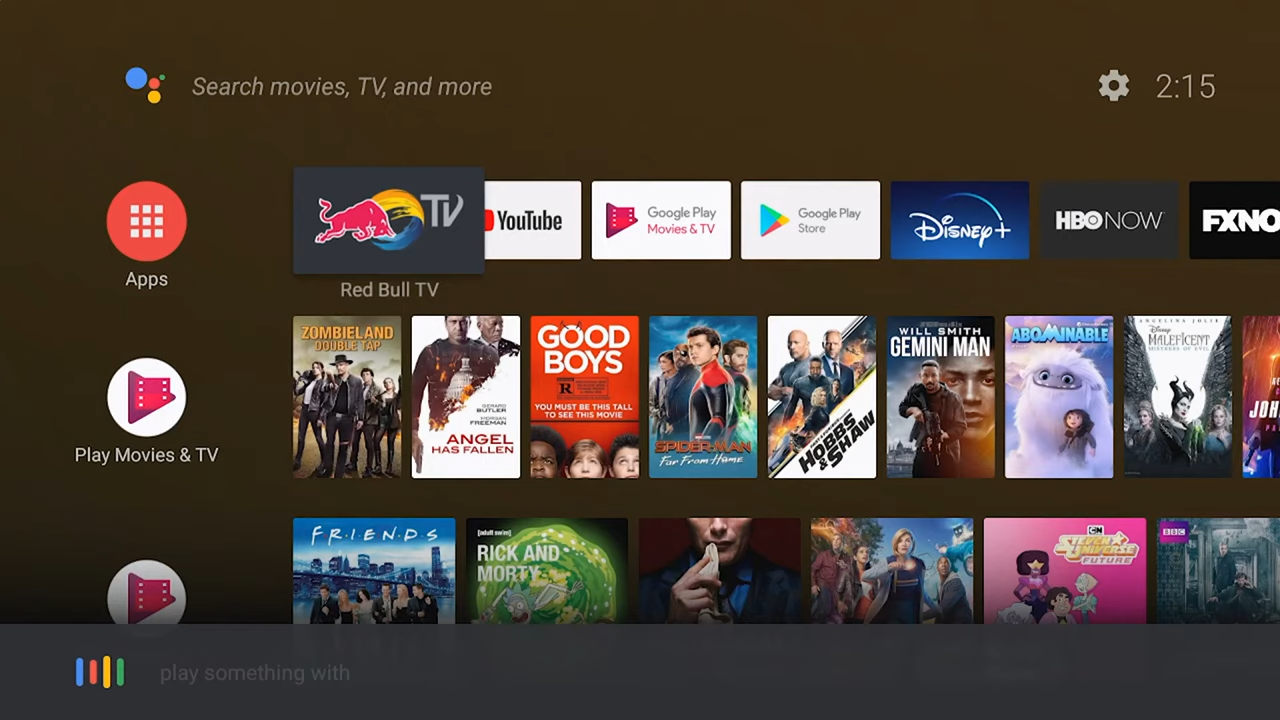 Search movies, TV, and more
2:15
TV
YouTube
Google Play
Movies & TV
Google Play
Store
Disney+
HBO NOW
FXNO
Apps
Red Bull TV
ZOMBIELAND
DOUBLE TAP
GERARD
BUTLER
MORGAN
FREEMAN
ANGEL
HAS FALLEN
GOOD
BOYS
R
YOU MUST BE THIS TALL
TO SEE THIS MOVIE
SPIDER-MAN
Far From Home
HOBBS
& SHAW
WILL SMITH
GEMINI MAN
ABOMINABLE
ANGELINA JOLIE
Disney
MALEFICENT
MISTRESS OF EVIL
JOH
Play Movies & TV
F·R·I·E·N·D·S
[adult swim]
RICK AND
MORTY
CN
STEVEN UNIVERSE
FUTURE
BBC
play something with